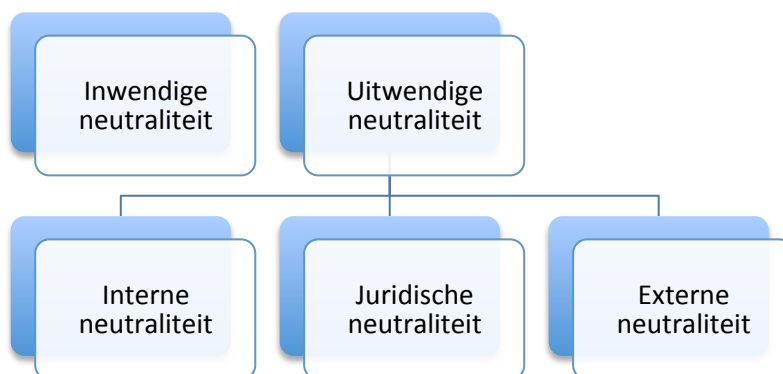 Inwendige
neutraliteit
Uitwendige
neutraliteit
Interne
neutraliteit
Juridische
neutraliteit
Externe
neutraliteit